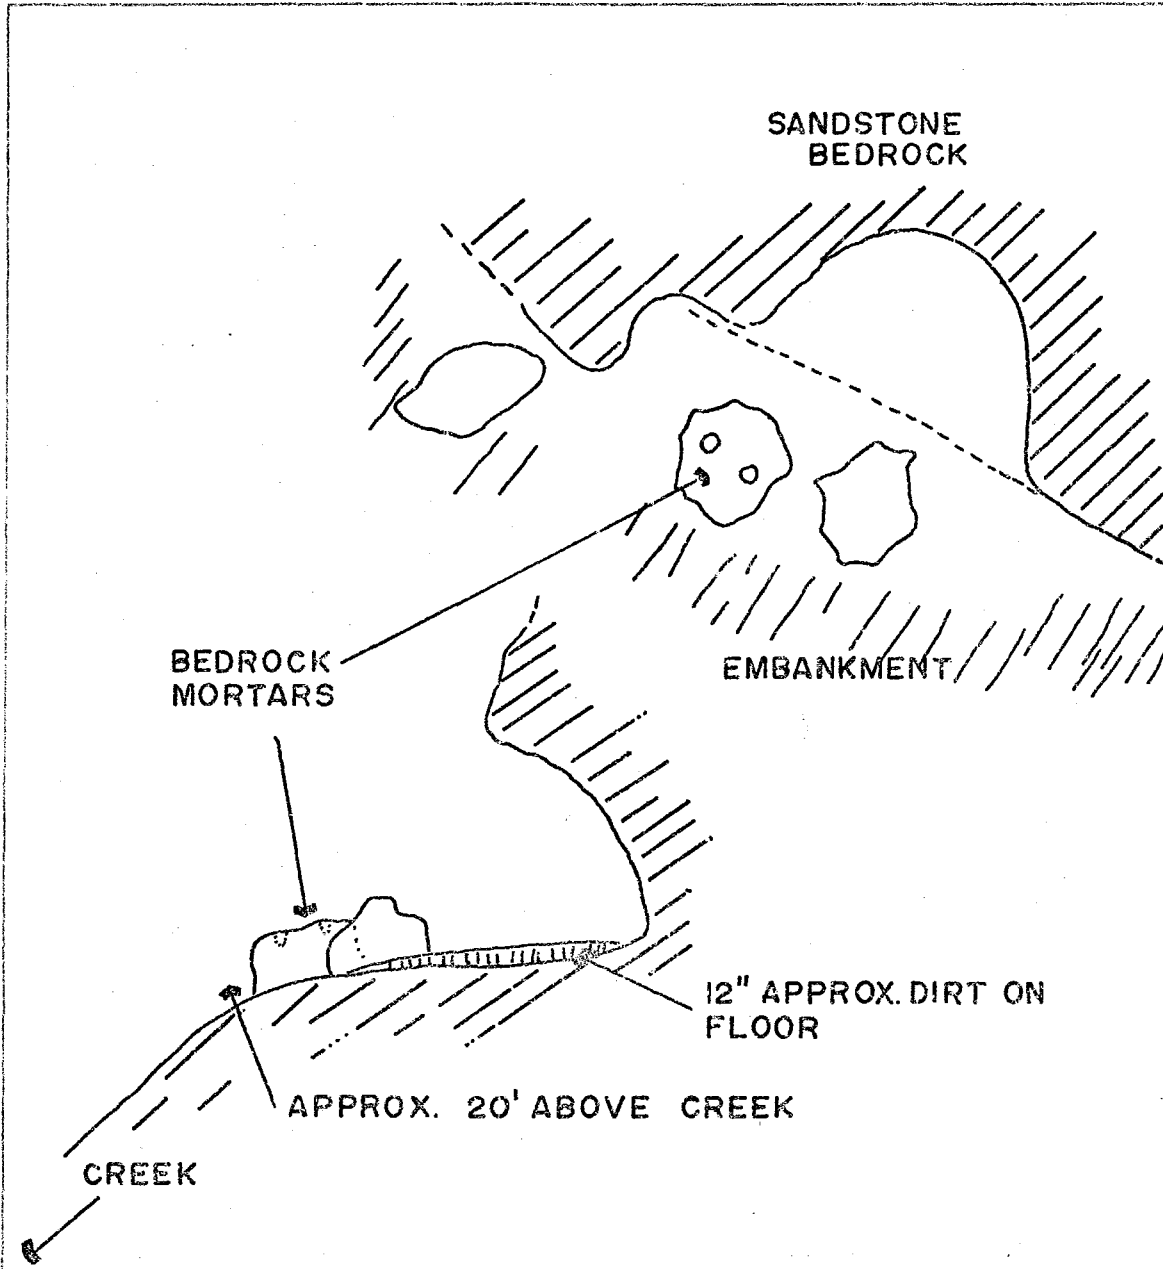 SANDSTONE
BEDROCK
BEDROCK
MORTARS
EMBANKMENT
12" APPROX. DIRT ON
FLOOR
APPROX. 20' ABOVE CREEK
CREEK